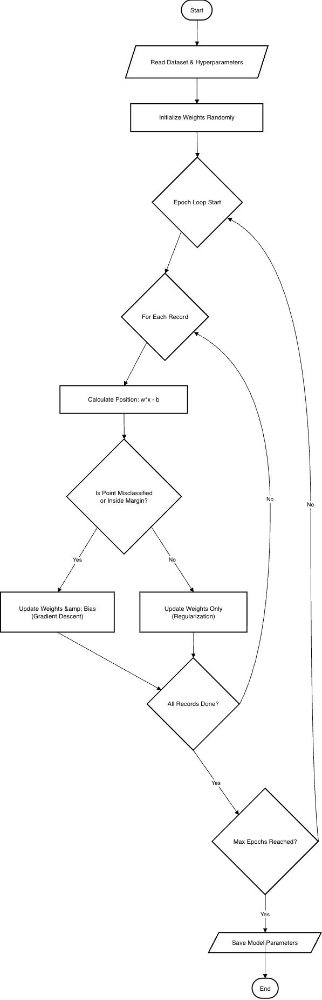 Start
Read Dataset & Hyperparameters
Initialize Weights Randomly
Epoch Loop Start
For Each Record
Calculate Position: w*x - b
Is Point Misclassified
or Inside Margin?
No
No
Yes
No
Update Weights &amp; Bias
(Gradient Descent)
Update Weights Only
(Regularization)
All Records Done?
Yes
Max Epochs Reached?
Yes
Save Model Parameters
End